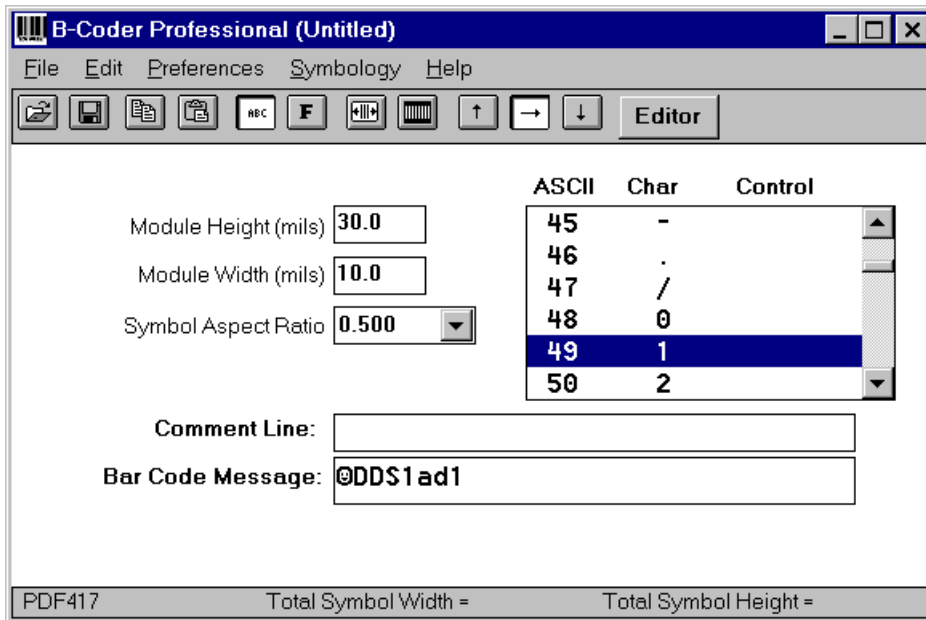 B-Coder Professional (Untitled)
File Edit Preferences Symbology Help
ABC F ↑ → ↓ Editor
ASCII Char Control
Module Height (mils) 30.0
Module Width (mils) 10.0
Symbol Aspect Ratio 0.500
45 -
46 .
47 /
48 0
49 1
50 2
Comment Line:
Bar Code Message: ☺DDS1ad1
PDF417 Total Symbol Width = Total Symbol Height =